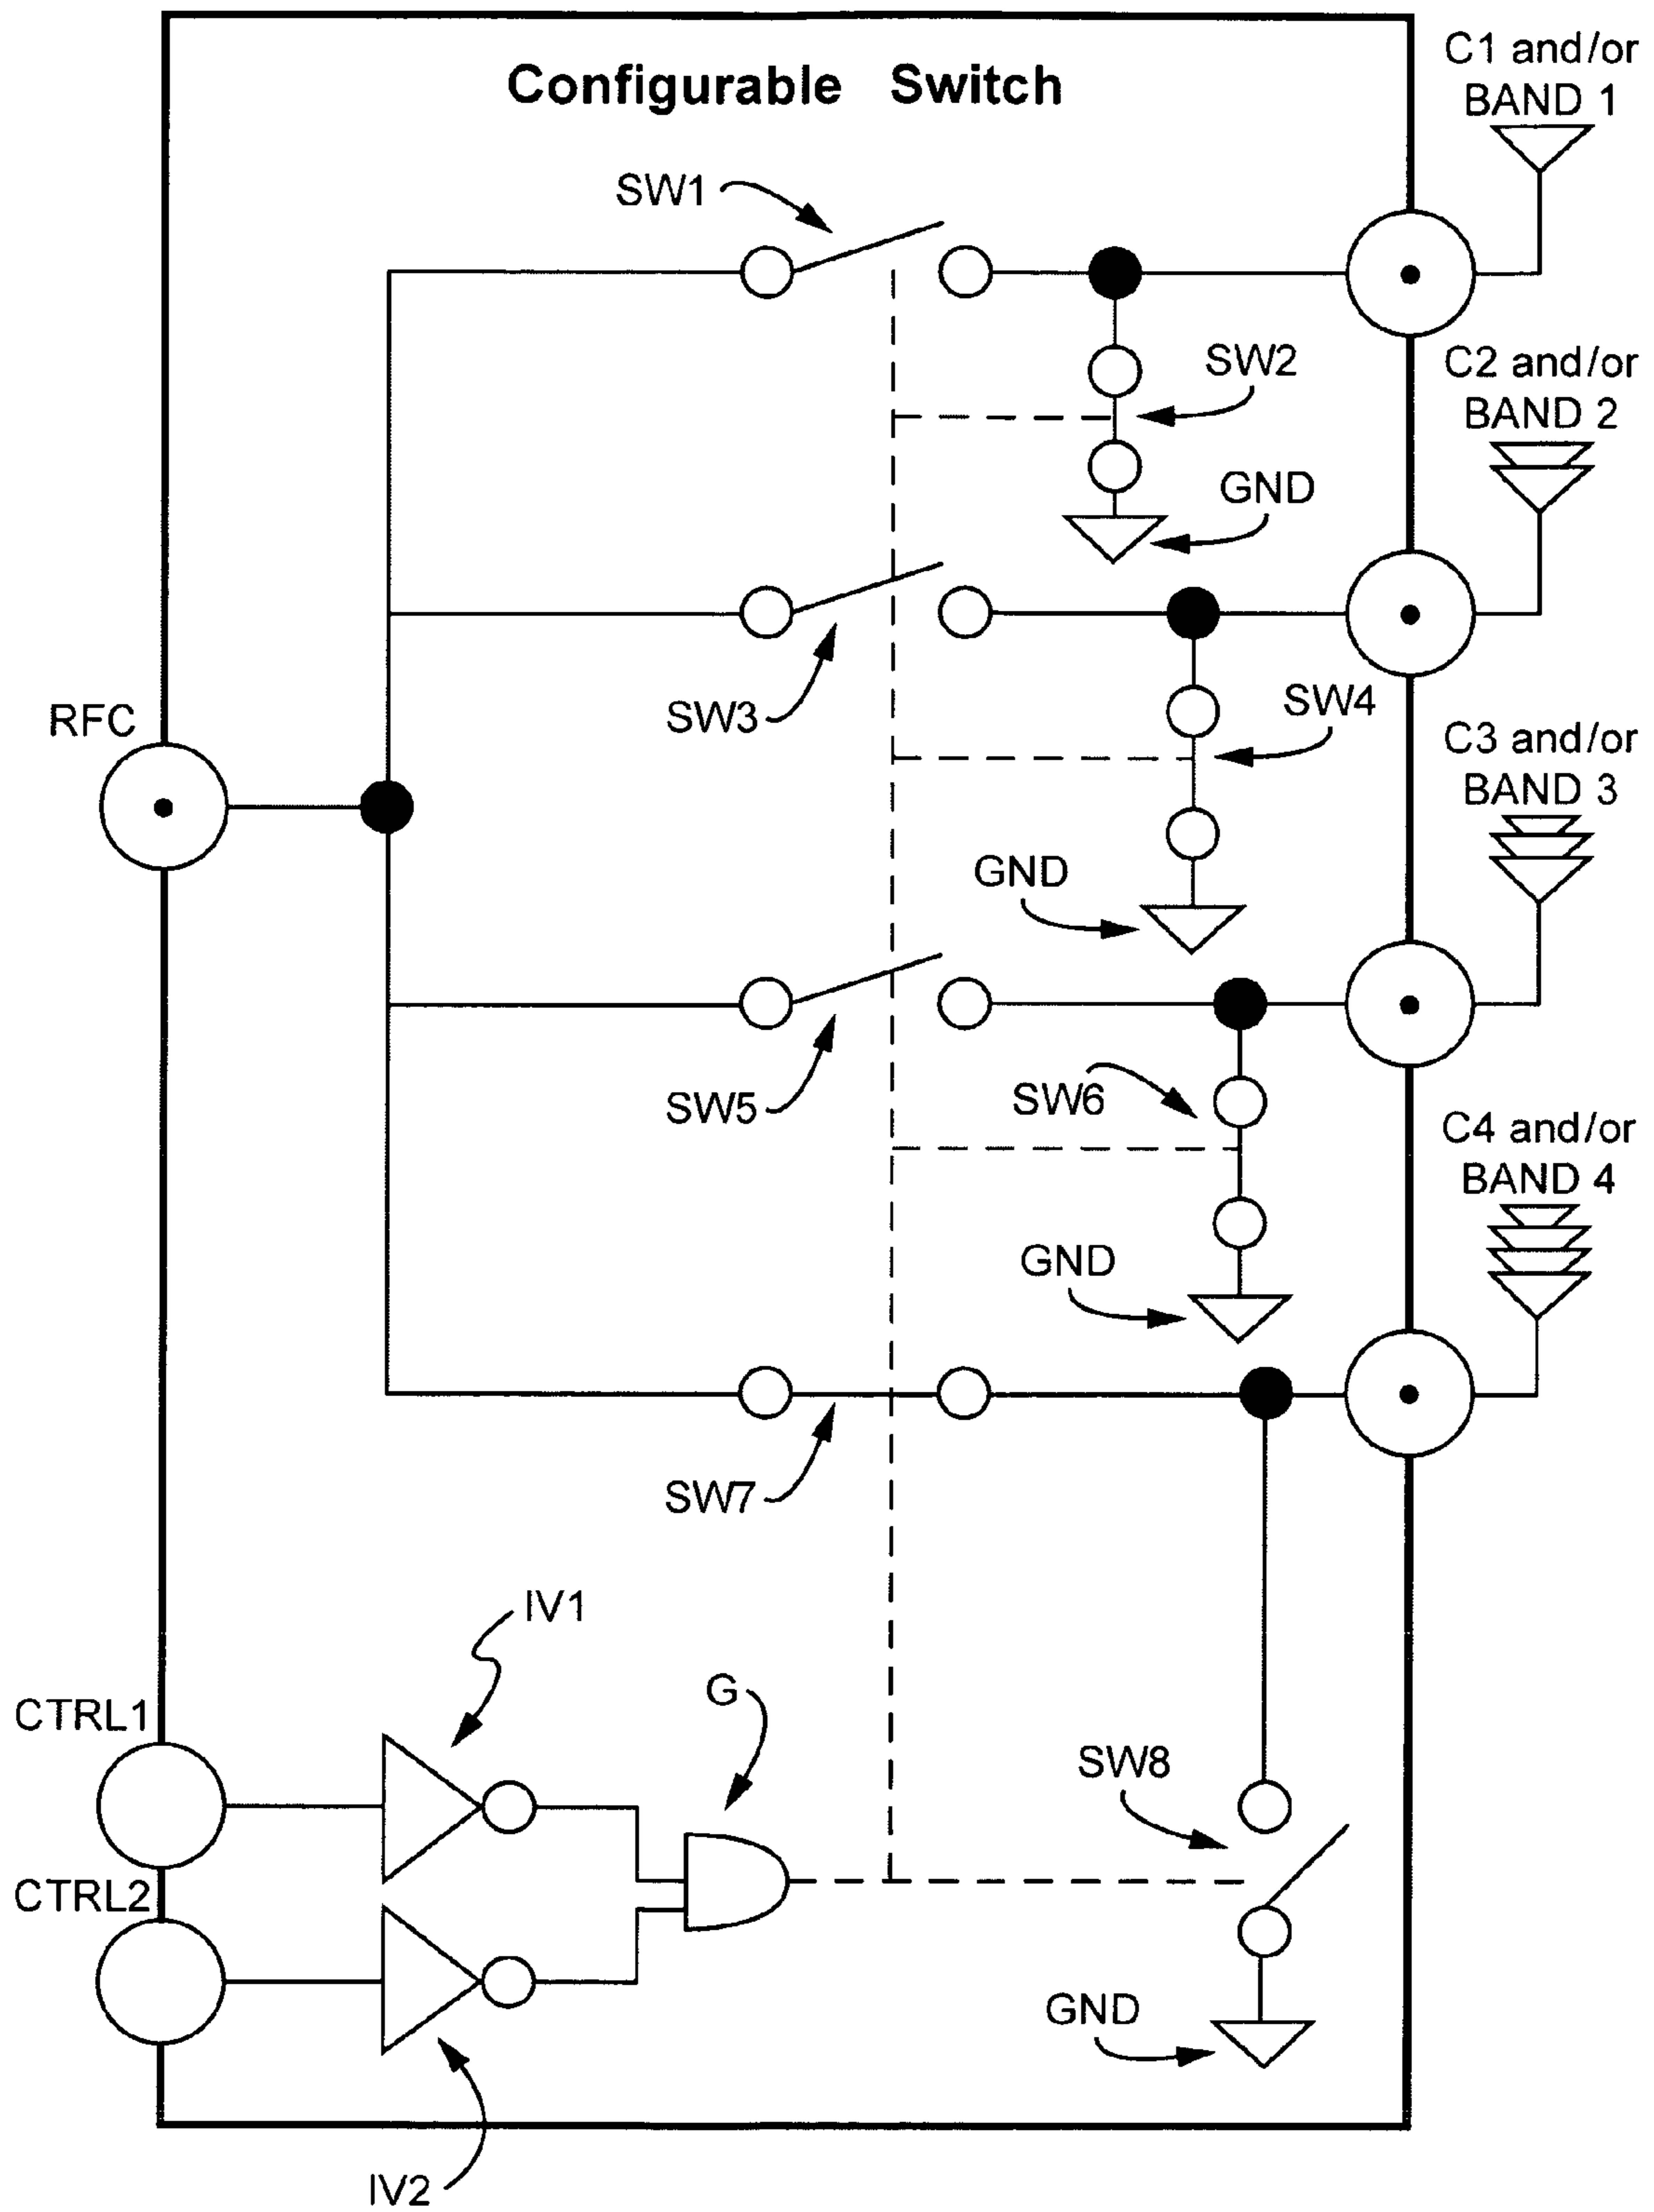 Configurable Switch
C1 and/or
BAND 1
SW1
SW2
C2 and/or
BAND 2
GND
SW3
SW4
RFC
C3 and/or
BAND 3
GND
SW5
SW6
C4 and/or
BAND 4
GND
SW7
IV1
G
CTRL1
SW8
CTRL2
GND
IV2